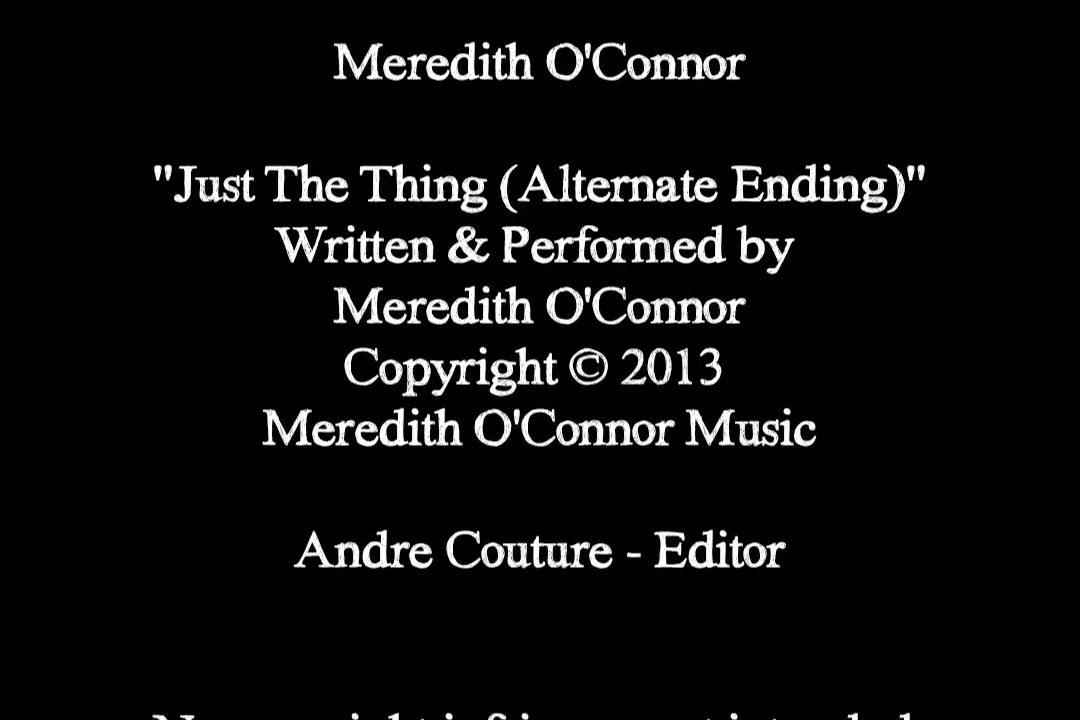 Meredith O'Connor
"Just The Thing (Alternate Ending)"
Written & Performed by
Meredith O'Connor
Copyright © 2013
Meredith O'Connor Music
Andre Couture - Editor